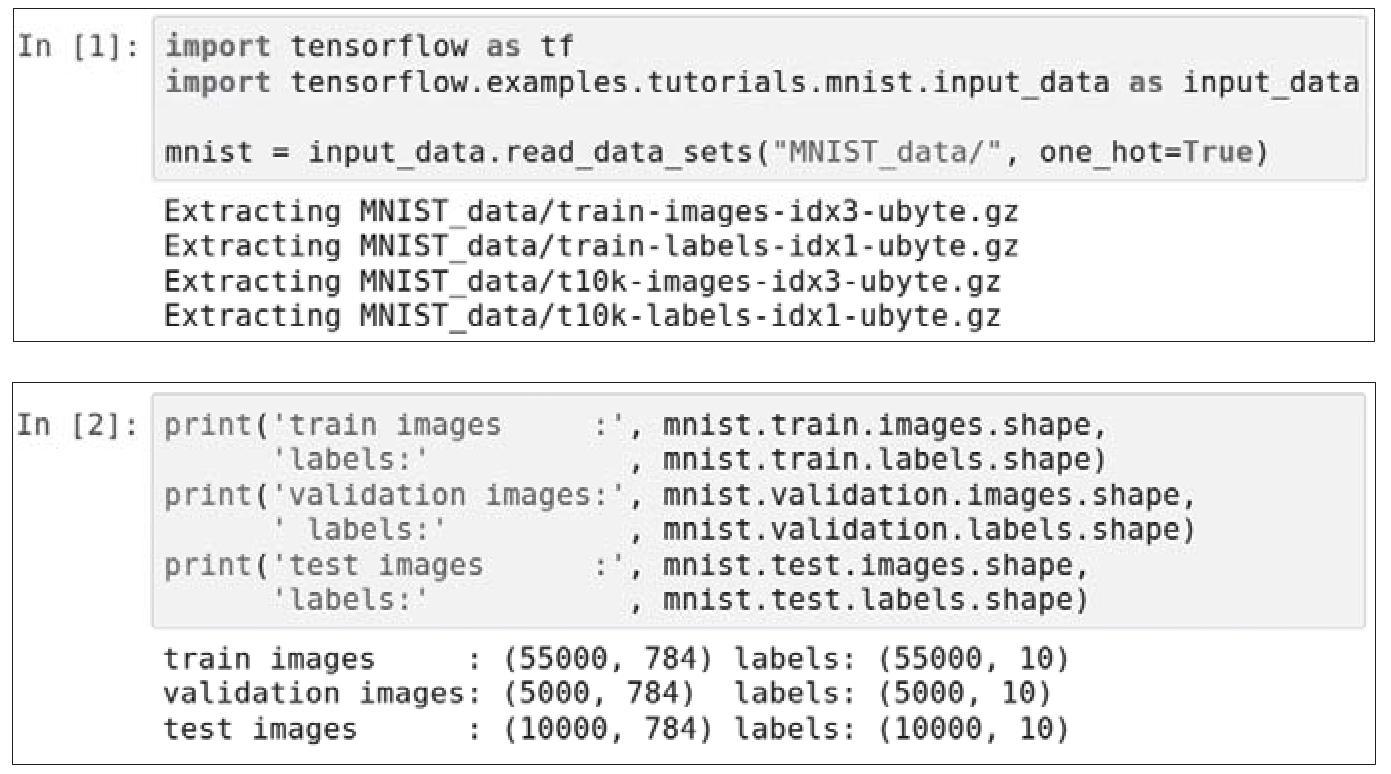 In [1]: import tensorflow as tf
import tensorflow.examples.tutorials.mnist.input_data as input_data
mnist = input_data.read_data_sets("MNIST_data/", one_hot=True)
Extracting MNIST_data/train-images-idx3-ubyte.gz
Extracting MNIST_data/train-labels-idx1-ubyte.gz
Extracting MNIST_data/t10k-images-idx3-ubyte.gz
Extracting MNIST_data/t10k-labels-idx1-ubyte.gz
In [2]: print('train images     :', mnist.train.images.shape,
      'labels:'           , mnist.train.labels.shape)
print('validation images:', mnist.validation.images.shape,
      ' labels:'          , mnist.validation.labels.shape)
print('test images      :', mnist.test.images.shape,
      'labels:'           , mnist.test.labels.shape)
train images     : (55000, 784) labels: (55000, 10)
validation images: (5000, 784)  labels: (5000, 10)
test images      : (10000, 784) labels: (10000, 10)